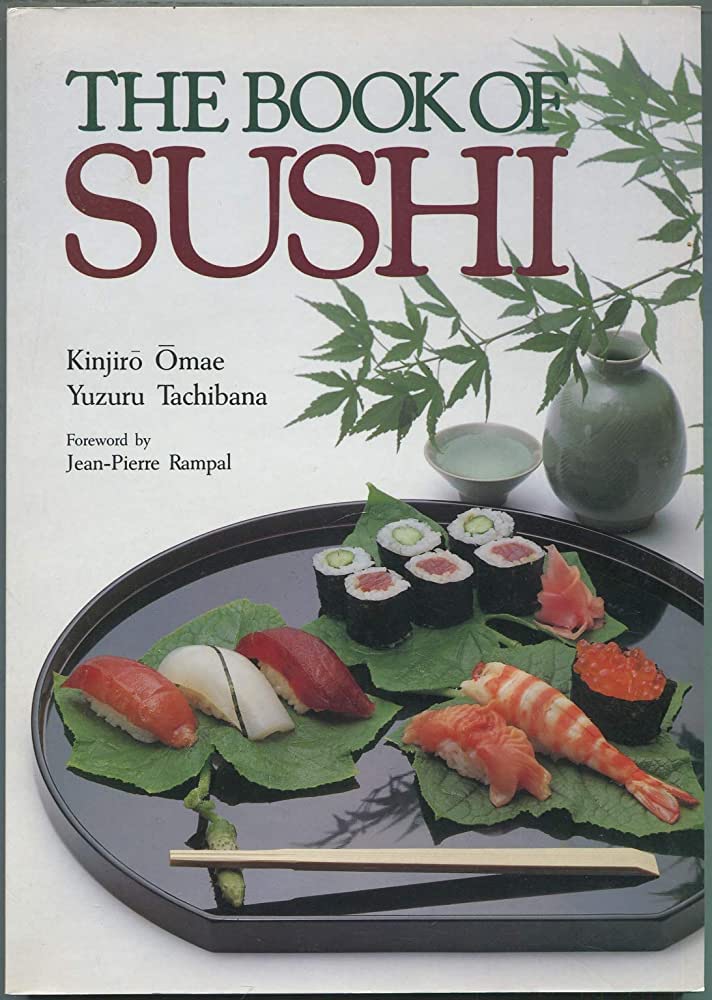 THE BOOK OF
SUSHI
Kinjirō Ōmae
Yuzuru Tachibana
Foreword by
Jean-Pierre Rampal